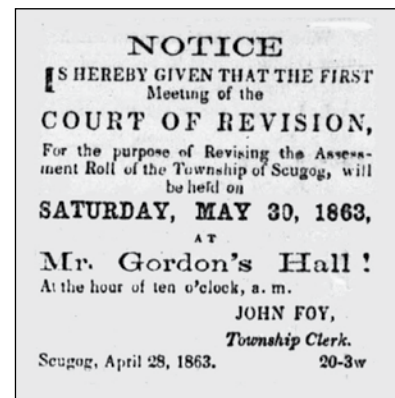 NOTICE
IS HEREBY GIVEN THAT THE FIRST
Meeting of the
COURT OF REVISION,
For the purpose of Revising the Assess-
ment Roll of the Township of Scugog, will
be held on
SATURDAY, MAY 30, 1863,
AT
Mr. Gordon's Hall !
At the hour of ten o'clock, a. m.
JOHN FOY,
Township Clerk.
Scugog, April 28, 1863. 20-3w